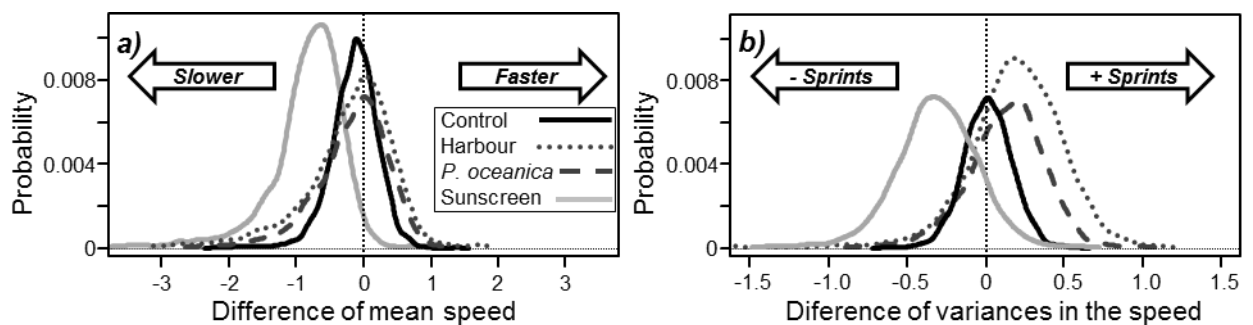 a)
Slower
Faster
0.008
0.004
0
Probability
Control
Harbour
P. oceanica
Sunscreen
-3 -2 -1 0 1 2 3
Difference of mean speed
b)
- Sprints
+ Sprints
0.008
0.004
0
Probability
-1.5 -1.0 -0.5 0 0.5 1.0 1.5
Diference of variances in the speed